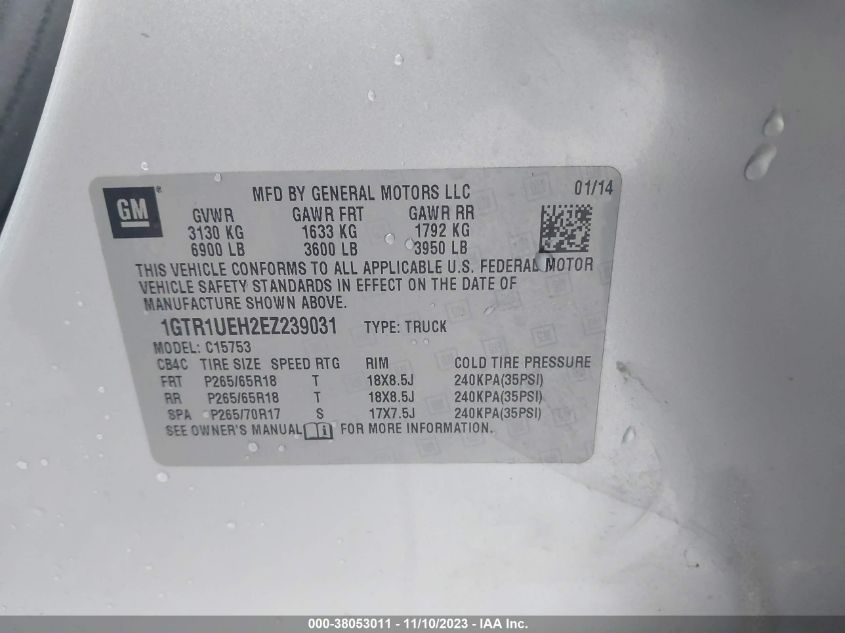 GM
MFD BY GENERAL MOTORS LLC 01/14
GVWR GAWR FRT GAWR RR
3130 KG 1633 KG 1792 KG
6900 LB 3600 LB 3950 LB
THIS VEHICLE CONFORMS TO ALL APPLICABLE U.S. FEDERAL MOTOR
VEHICLE SAFETY STANDARDS IN EFFECT ON THE DATE OF
MANUFACTURE SHOWN ABOVE.
1GTR1UEH2EZ239031 TYPE: TRUCK
MODEL: C15753
CB4C TIRE SIZE SPEED RTG RIM COLD TIRE PRESSURE
FRT P265/65R18 T 18X8.5J 240KPA(35PSI)
RR P265/65R18 T 18X8.5J 240KPA(35PSI)
SPA P265/70R17 S 17X7.5J 240KPA(35PSI)
SEE OWNER'S MANUAL FOR MORE INFORMATION.
000-38053011 - 11/10/2023 - IAAI.COM